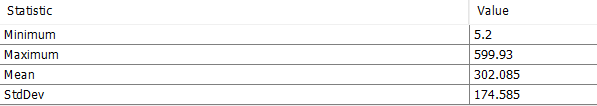 Statistic Value
Minimum 5.2
Maximum 599.93
Mean 302.085
StdDev 174.585